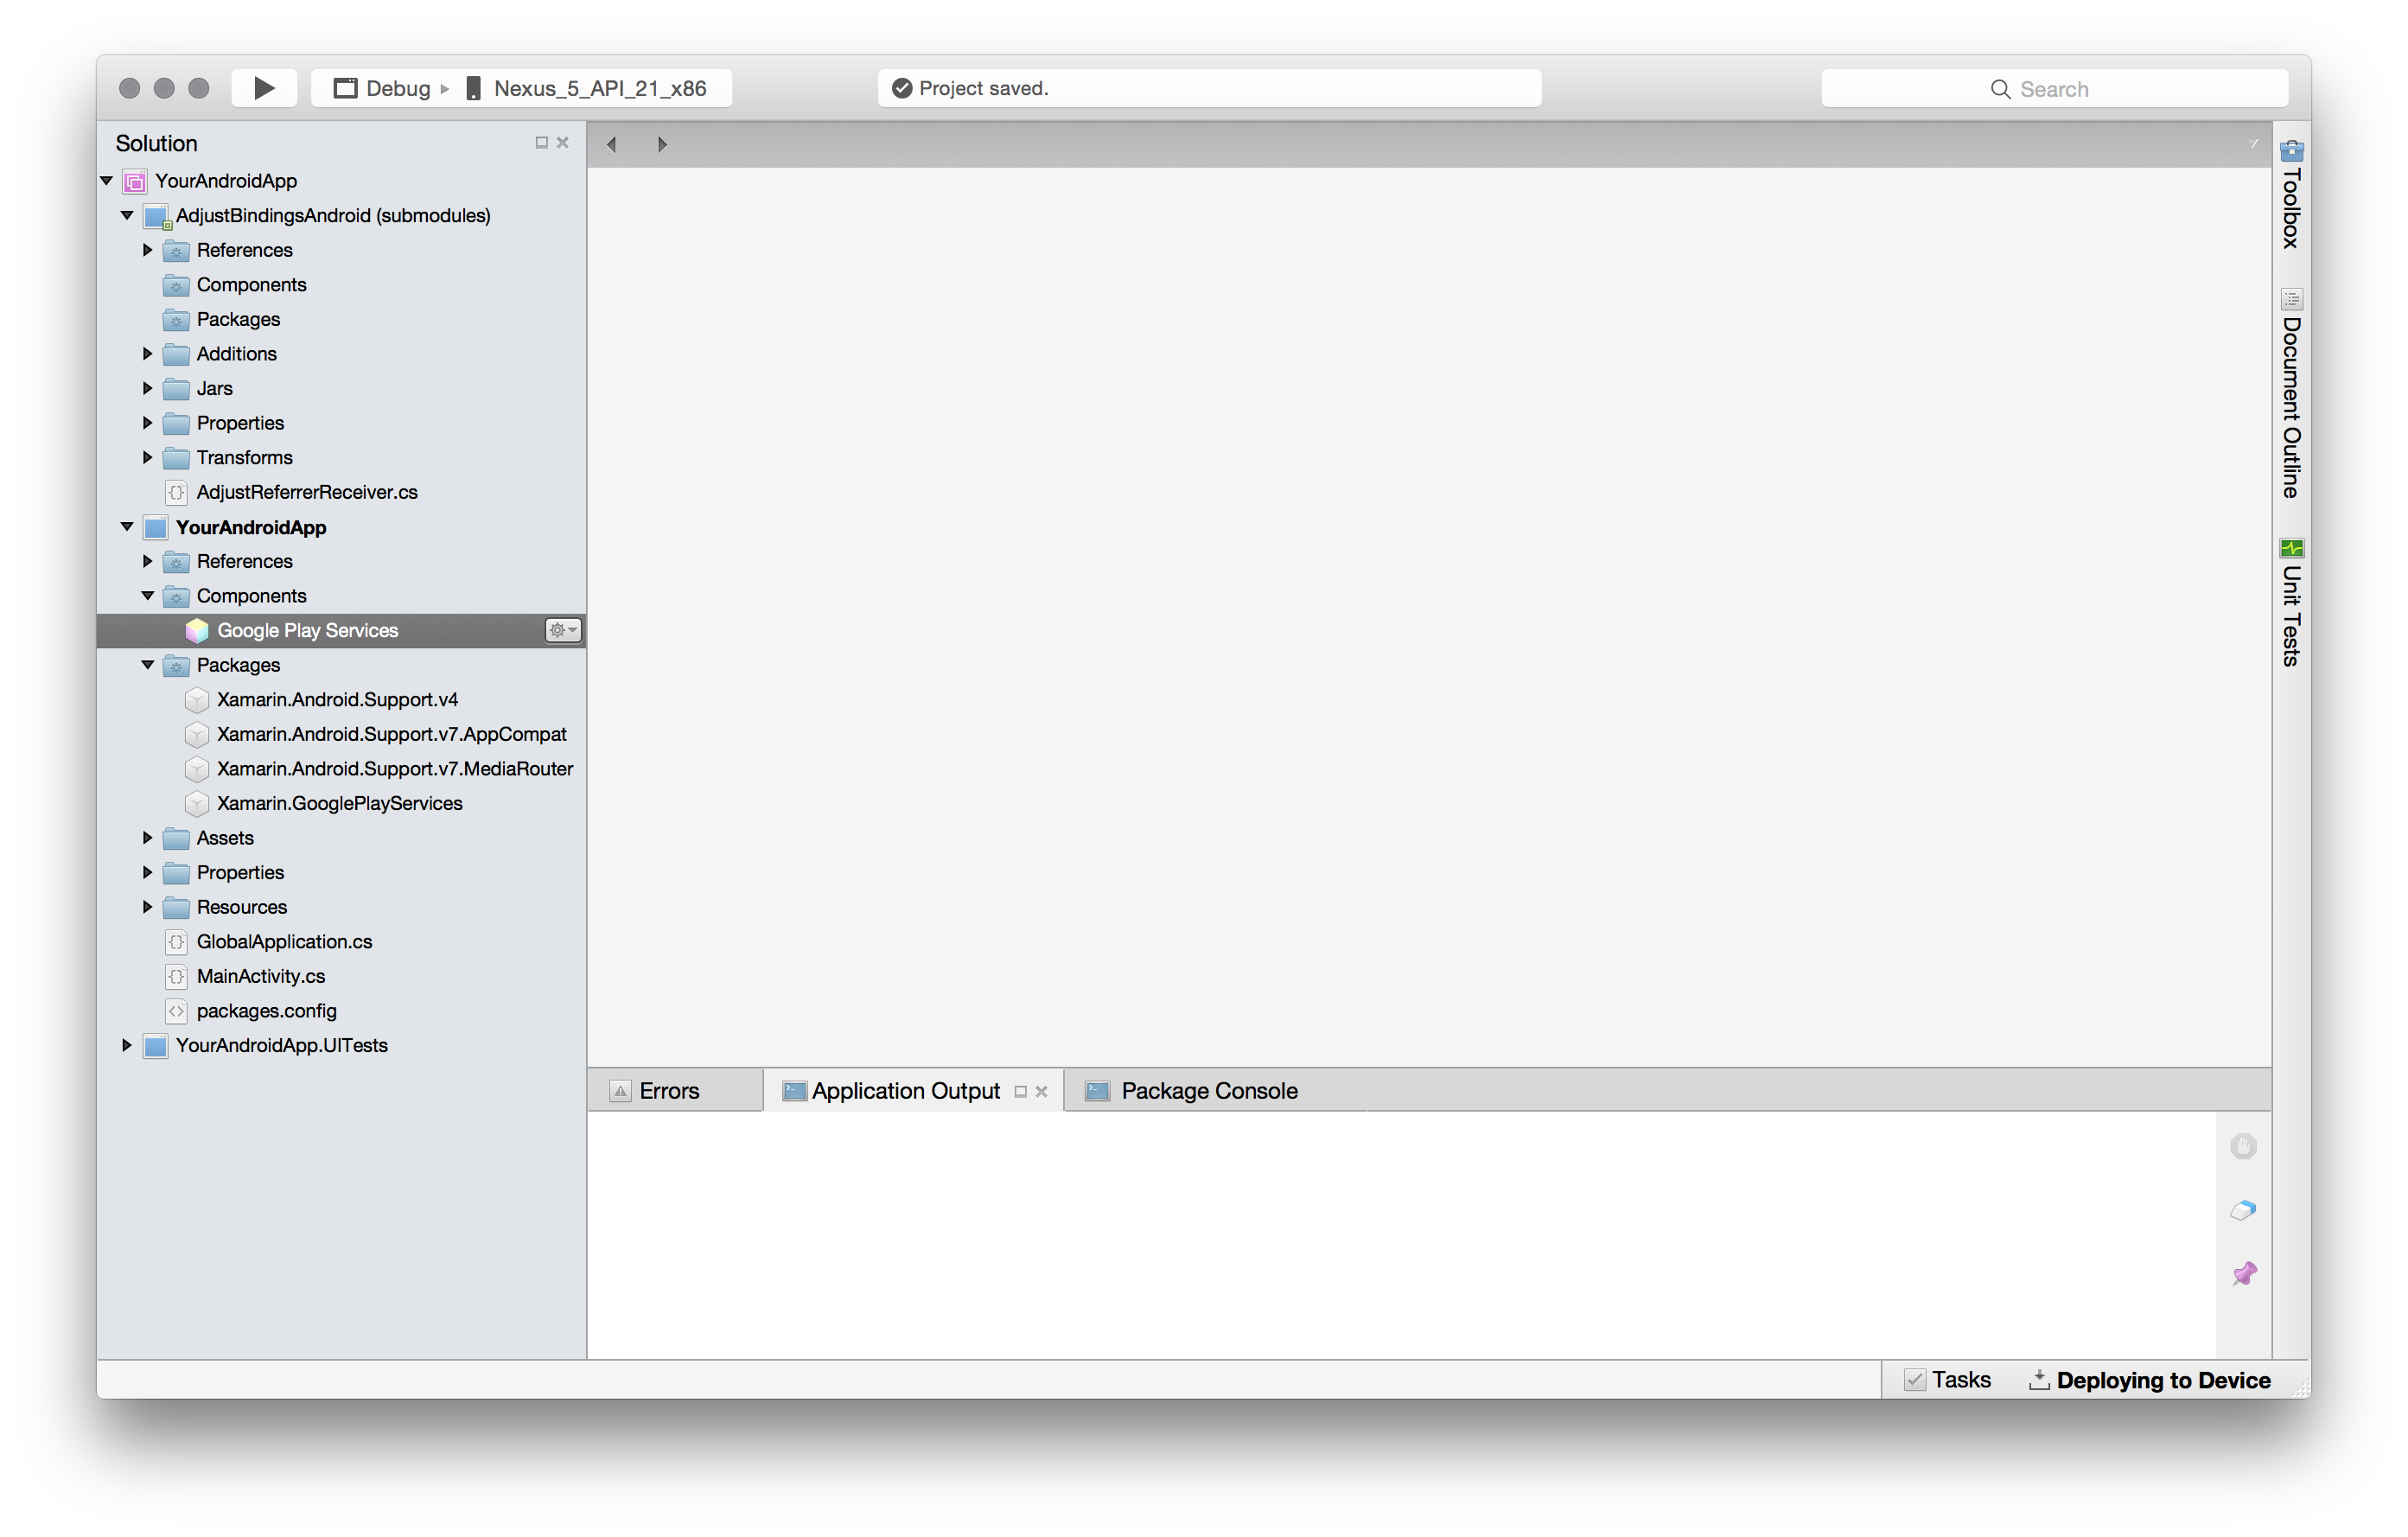 Debug
Nexus_5_API_21_x86
Project saved.
Search
Solution
YourAndroidApp
AdjustBindingsAndroid (submodules)
References
Components
Packages
Additions
Jars
Properties
Transforms
AdjustReferrerReceiver.cs
YourAndroidApp
References
Components
Google Play Services
Packages
Xamarin.Android.Support.v4
Xamarin.Android.Support.v7.AppCompat
Xamarin.Android.Support.v7.MediaRouter
Xamarin.GooglePlayServices
Assets
Properties
Resources
GlobalApplication.cs
MainActivity.cs
packages.config
YourAndroidApp.UITests
Toolbox
Document Outline
Unit Tests
Errors
Application Output
Package Console
Tasks
Deploying to Device